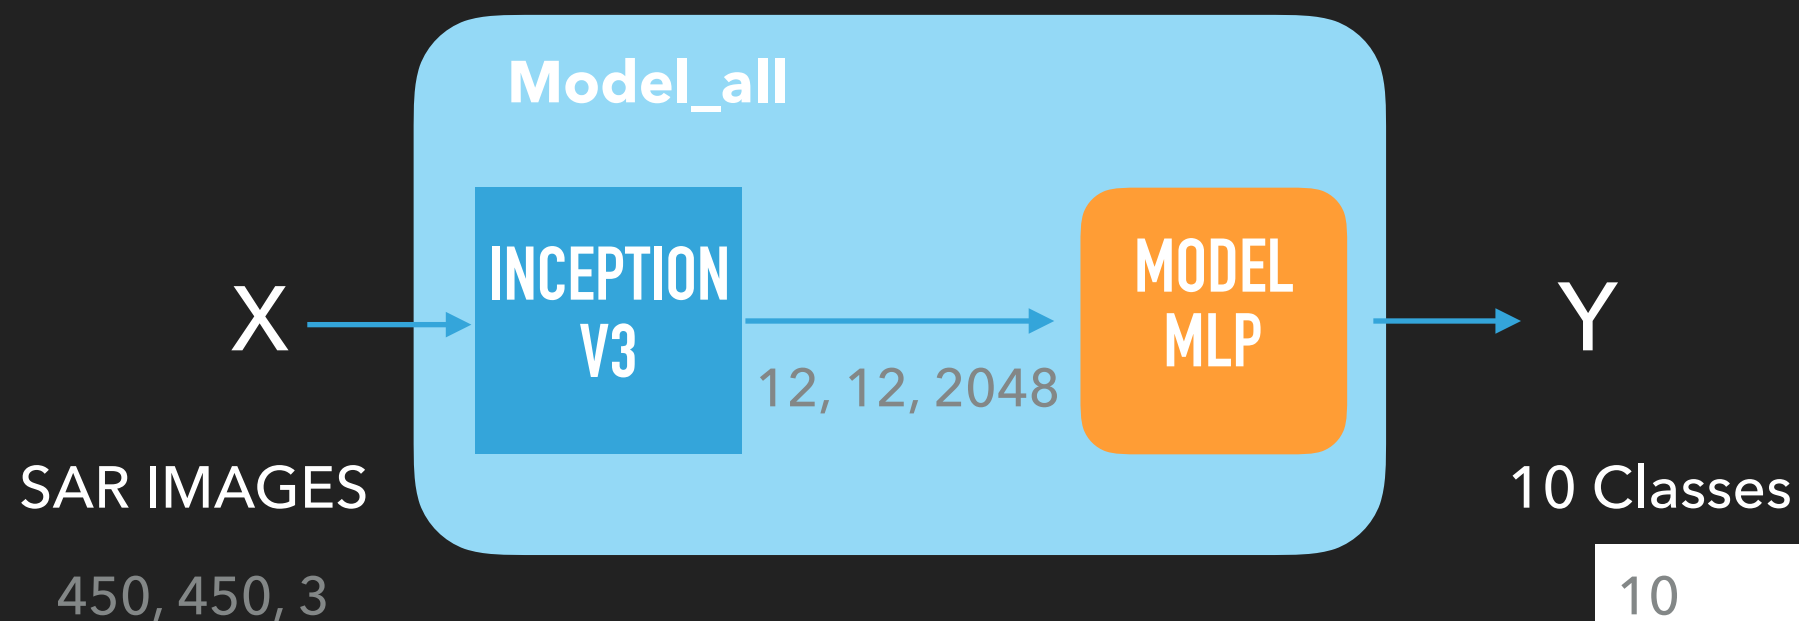 Model_all
X
INCEPTION
V3
12, 12, 2048
MODEL
MLP
Y
SAR IMAGES
450, 450, 3
10 Classes
10